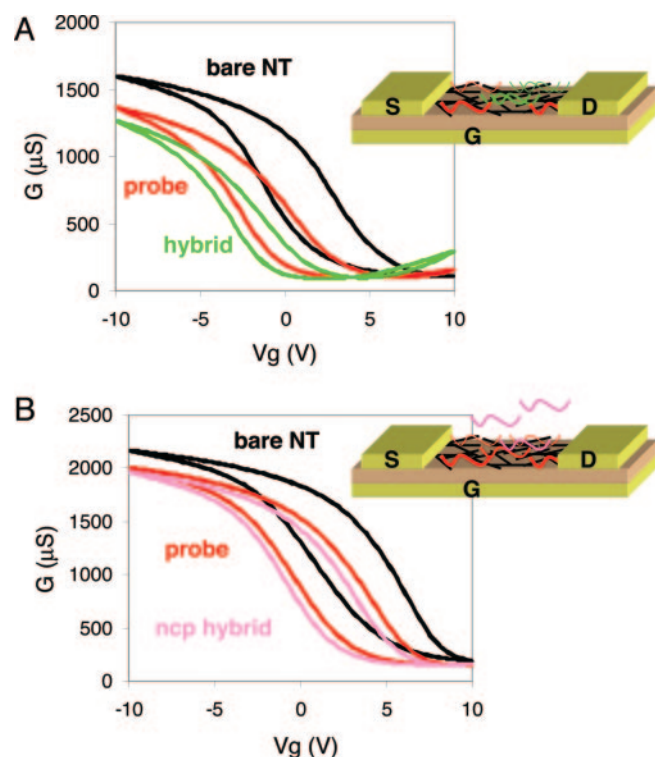 A
2000
bare NT
1500
G (μS)
1000
probe
500
hybrid
0
-10 -5 0 5 10
Vg (V)
S D
G
B
2500
bare NT
2000
1500
G (μS)
probe
1000
ncp hybrid
500
0
-10 -5 0 5 10
Vg (V)
S D
G